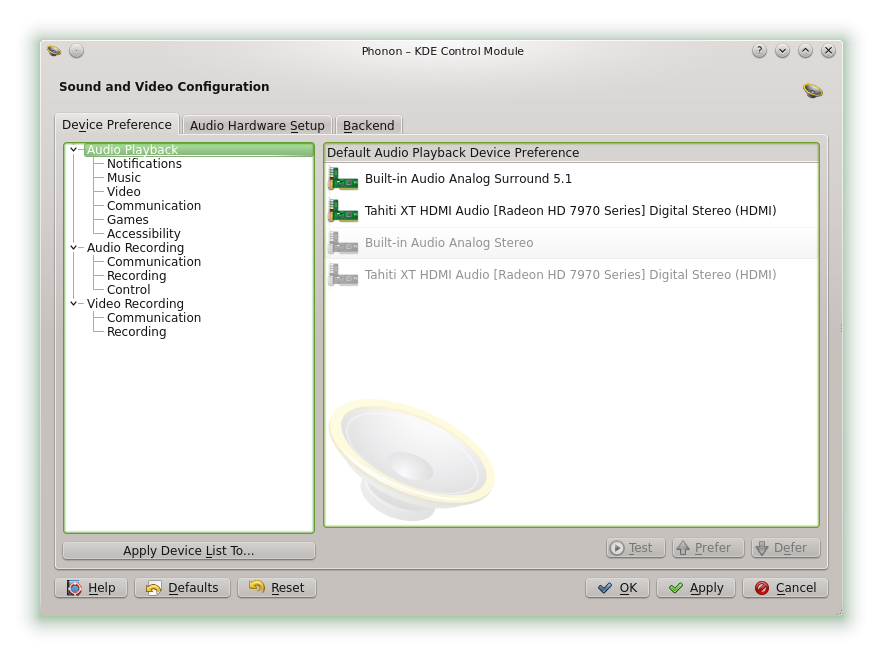 Phonon – KDE Control Module
?
Sound and Video Configuration
Device Preference
Audio Hardware Setup
Backend
Audio Playback
Notifications
Music
Video
Communication
Games
Accessibility
Audio Recording
Communication
Recording
Control
Video Recording
Communication
Recording
Apply Device List To...
Default Audio Playback Device Preference
Built-in Audio Analog Surround 5.1
Tahiti XT HDMI Audio [Radeon HD 7970 Series] Digital Stereo (HDMI)
Built-in Audio Analog Stereo
Tahiti XT HDMI Audio [Radeon HD 7970 Series] Digital Stereo (HDMI)
Test
Prefer
Defer
Help
Defaults
Reset
OK
Apply
Cancel